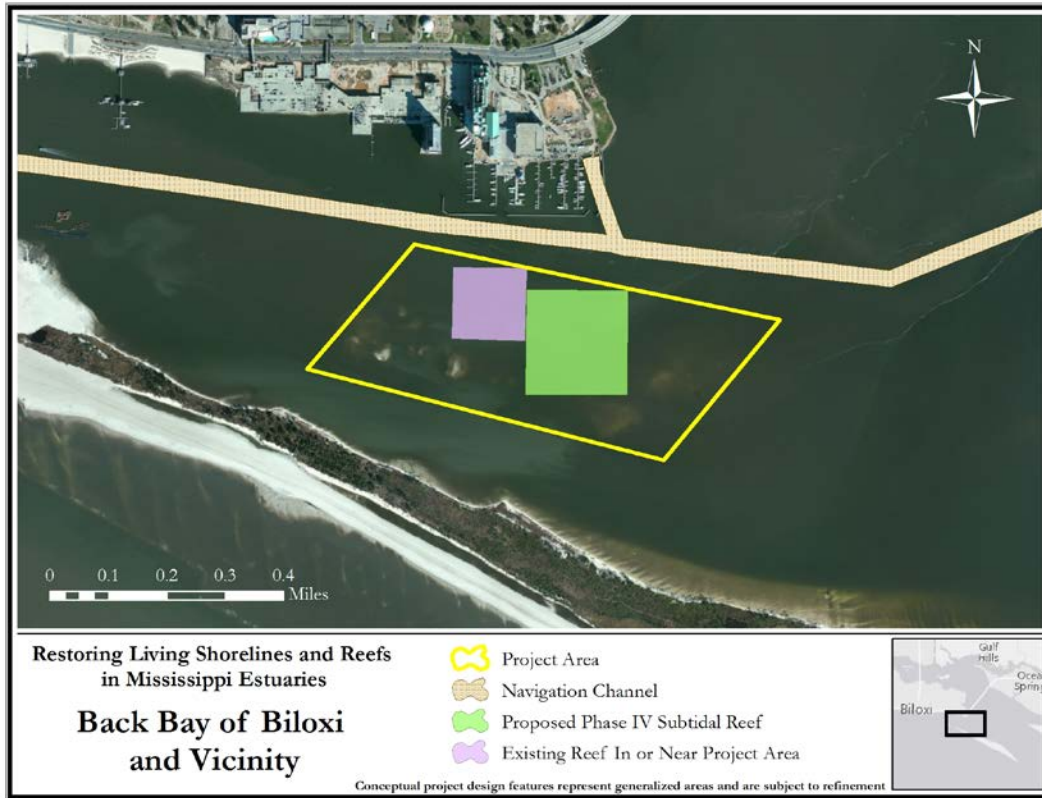 N
0 0.1 0.2 0.3 0.4
Miles
Restoring Living Shorelines and Reefs
in Mississippi Estuaries
Back Bay of Biloxi
and Vicinity
Project Area
Navigation Channel
Proposed Phase IV Subtidal Reef
Existing Reef In or Near Project Area
Conceptual project design features represent generalized areas and are subject to refinement
Gulf
Hills
Ocean
Spring
Biloxi